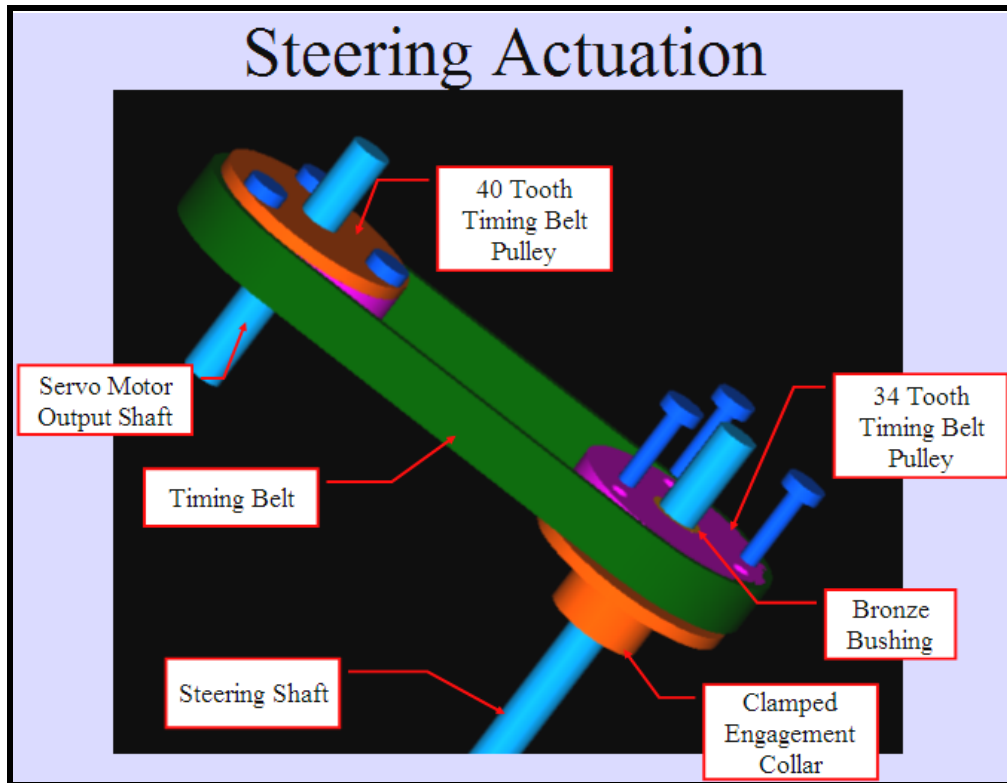 Steering Actuation
40 Tooth
Timing Belt
Pulley
Servo Motor
Output Shaft
34 Tooth
Timing Belt
Pulley
Timing Belt
Bronze
Bushing
Steering Shaft
Clamped
Engagement
Collar